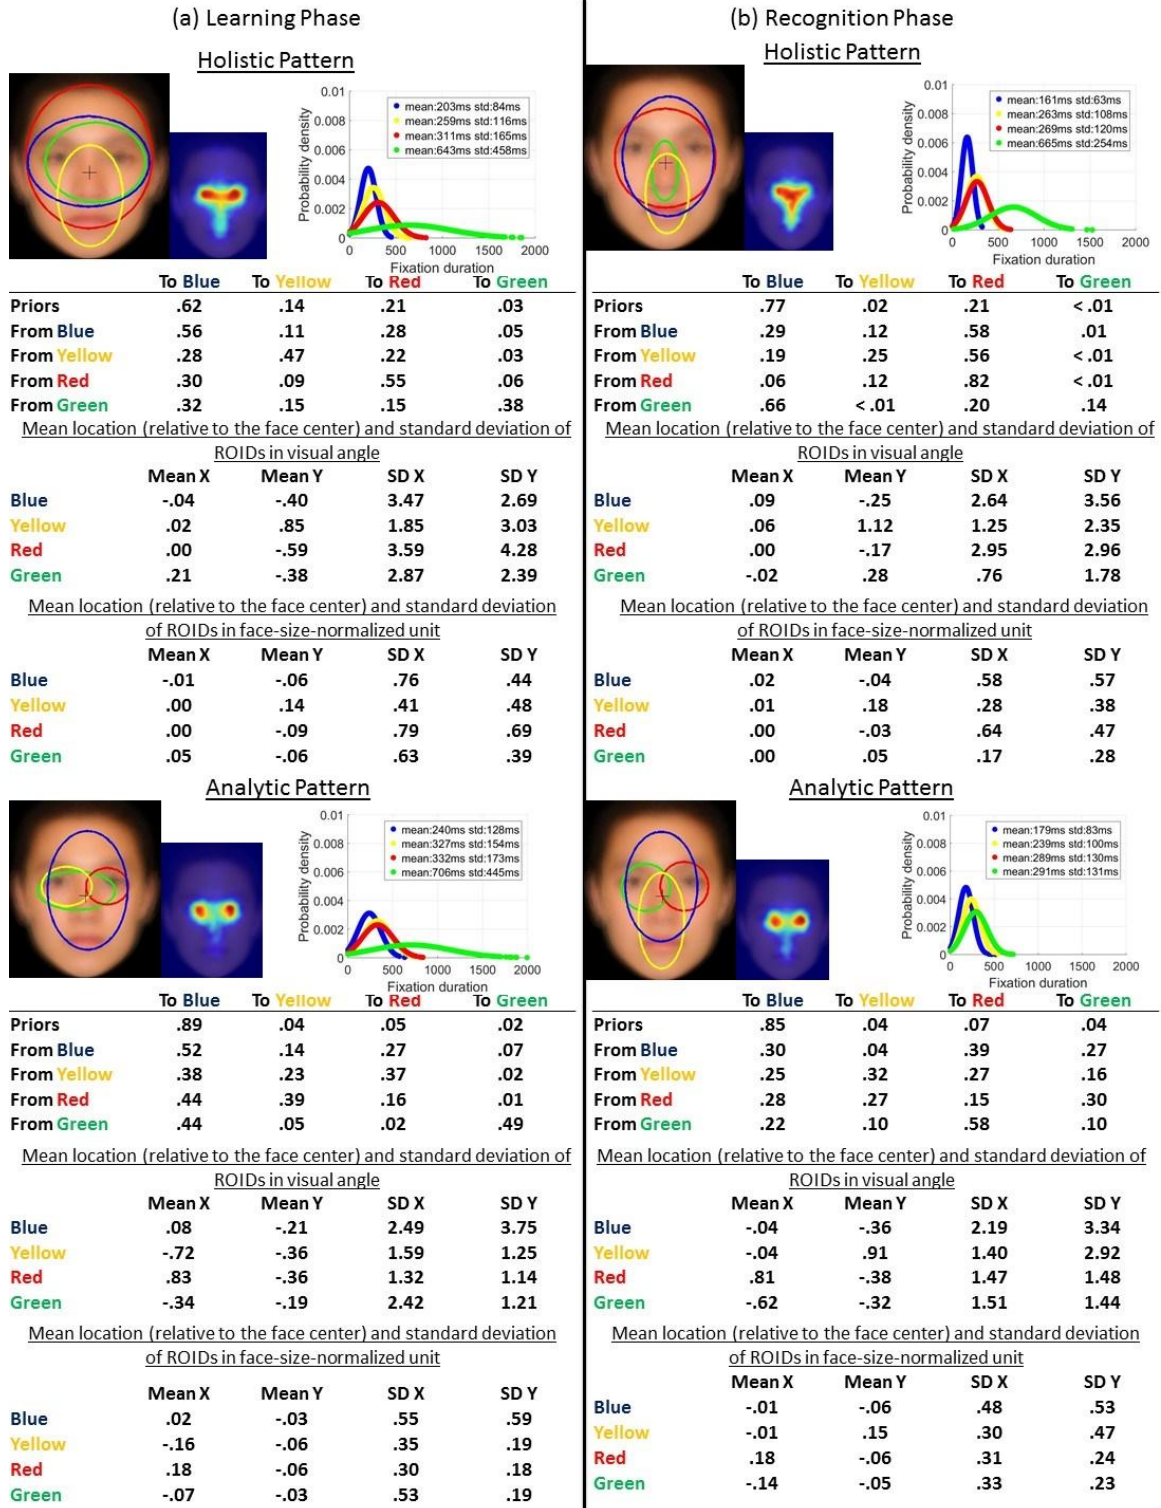 (a) Learning Phase
Holistic Pattern
0.01
0.008
0.006
0.004
0.002
0
Probability density
mean:203ms std:84ms
mean:259ms std:116ms
mean:311ms std:165ms
mean:643ms std:458ms
0 500 1000 1500 2000
Fixation duration
To Blue To Yellow To Red To Green
Priors .62 .14 .21 .03
From Blue .56 .11 .28 .05
From Yellow .28 .47 .22 .03
From Red .30 .09 .55 .06
From Green .32 .15 .15 .38
Mean location (relative to the face center) and standard deviation of
ROIDs in visual angle
Mean X Mean Y SD X SD Y
Blue -.04 -.40 3.47 2.69
Yellow .02 .85 1.85 3.03
Red .00 -.59 3.59 4.28
Green .21 -.38 2.87 2.39
Mean location (relative to the face center) and standard deviation
of ROIDs in face-size-normalized unit
Mean X Mean Y SD X SD Y
Blue -.01 -.06 .76 .44
Yellow .00 .14 .41 .48
Red .00 -.09 .79 .69
Green .05 -.06 .63 .39
Analytic Pattern
0.01
0.008
0.006
0.004
0.002
0
Probability density
mean:240ms std:128ms
mean:327ms std:154ms
mean:332ms std:173ms
mean:706ms std:445ms
0 500 1000 1500 2000
Fixation duration
To Blue To Yellow To Red To Green
Priors .89 .04 .05 .02
From Blue .52 .14 .27 .07
From Yellow .38 .23 .37 .02
From Red .44 .39 .16 .01
From Green .44 .05 .02 .49
Mean location (relative to the face center) and standard deviation of
ROIDs in visual angle
Mean X Mean Y SD X SD Y
Blue .08 -.21 2.49 3.75
Yellow -.72 -.36 1.59 1.25
Red .83 -.36 1.32 1.14
Green -.34 -.19 2.42 1.21
Mean location (relative to the face center) and standard deviation
of ROIDs in face-size-normalized unit
Mean X Mean Y SD X SD Y
Blue .02 -.03 .55 .59
Yellow -.16 -.06 .35 .19
Red .18 -.06 .30 .18
Green -.07 -.03 .53 .19
(b) Recognition Phase
Holistic Pattern
0.01
0.008
0.006
0.004
0.002
0
Probability density
mean:161ms std:63ms
mean:263ms std:108ms
mean:269ms std:120ms
mean:665ms std:254ms
0 500 1000 1500 2000
Fixation duration
To Blue To Yellow To Red To Green
Priors .77 .02 .21 < .01
From Blue .29 .12 .58 .01
From Yellow .19 .25 .56 < .01
From Red .06 .12 .82 < .01
From Green .66 < .01 .20 .14
Mean location (relative to the face center) and standard deviation of
ROIDs in visual angle
Mean X Mean Y SD X SD Y
Blue .09 -.25 2.64 3.56
Yellow .06 1.12 1.25 2.35
Red .00 -.17 2.95 2.96
Green -.02 .28 .76 1.78
Mean location (relative to the face center) and standard deviation
of ROIDs in face-size-normalized unit
Mean X Mean Y SD X SD Y
Blue .02 -.04 .58 .57
Yellow .01 .18 .28 .38
Red .00 -.03 .64 .47
Green .00 .05 .17 .28
Analytic Pattern
0.01
0.008
0.006
0.004
0.002
0
Probability density
mean:179ms std:83ms
mean:239ms std:100ms
mean:289ms std:130ms
mean:291ms std:131ms
0 500 1000 1500 2000
Fixation duration
To Blue To Yellow To Red To Green
Priors .85 .04 .07 .04
From Blue .30 .04 .39 .27
From Yellow .25 .32 .27 .16
From Red .28 .27 .15 .30
From Green .22 .10 .58 .10
Mean location (relative to the face center) and standard deviation of
ROIDs in visual angle
Mean X Mean Y SD X SD Y
Blue -.04 -.36 2.19 3.34
Yellow -.04 .91 1.40 2.92
Red .81 -.38 1.47 1.48
Green -.62 -.32 1.51 1.44
Mean location (relative to the face center) and standard deviation
of ROIDs in face-size-normalized unit
Mean X Mean Y SD X SD Y
Blue -.01 -.06 .48 .53
Yellow -.01 .15 .30 .47
Red .18 -.06 .31 .24
Green -.14 -.05 .33 .23